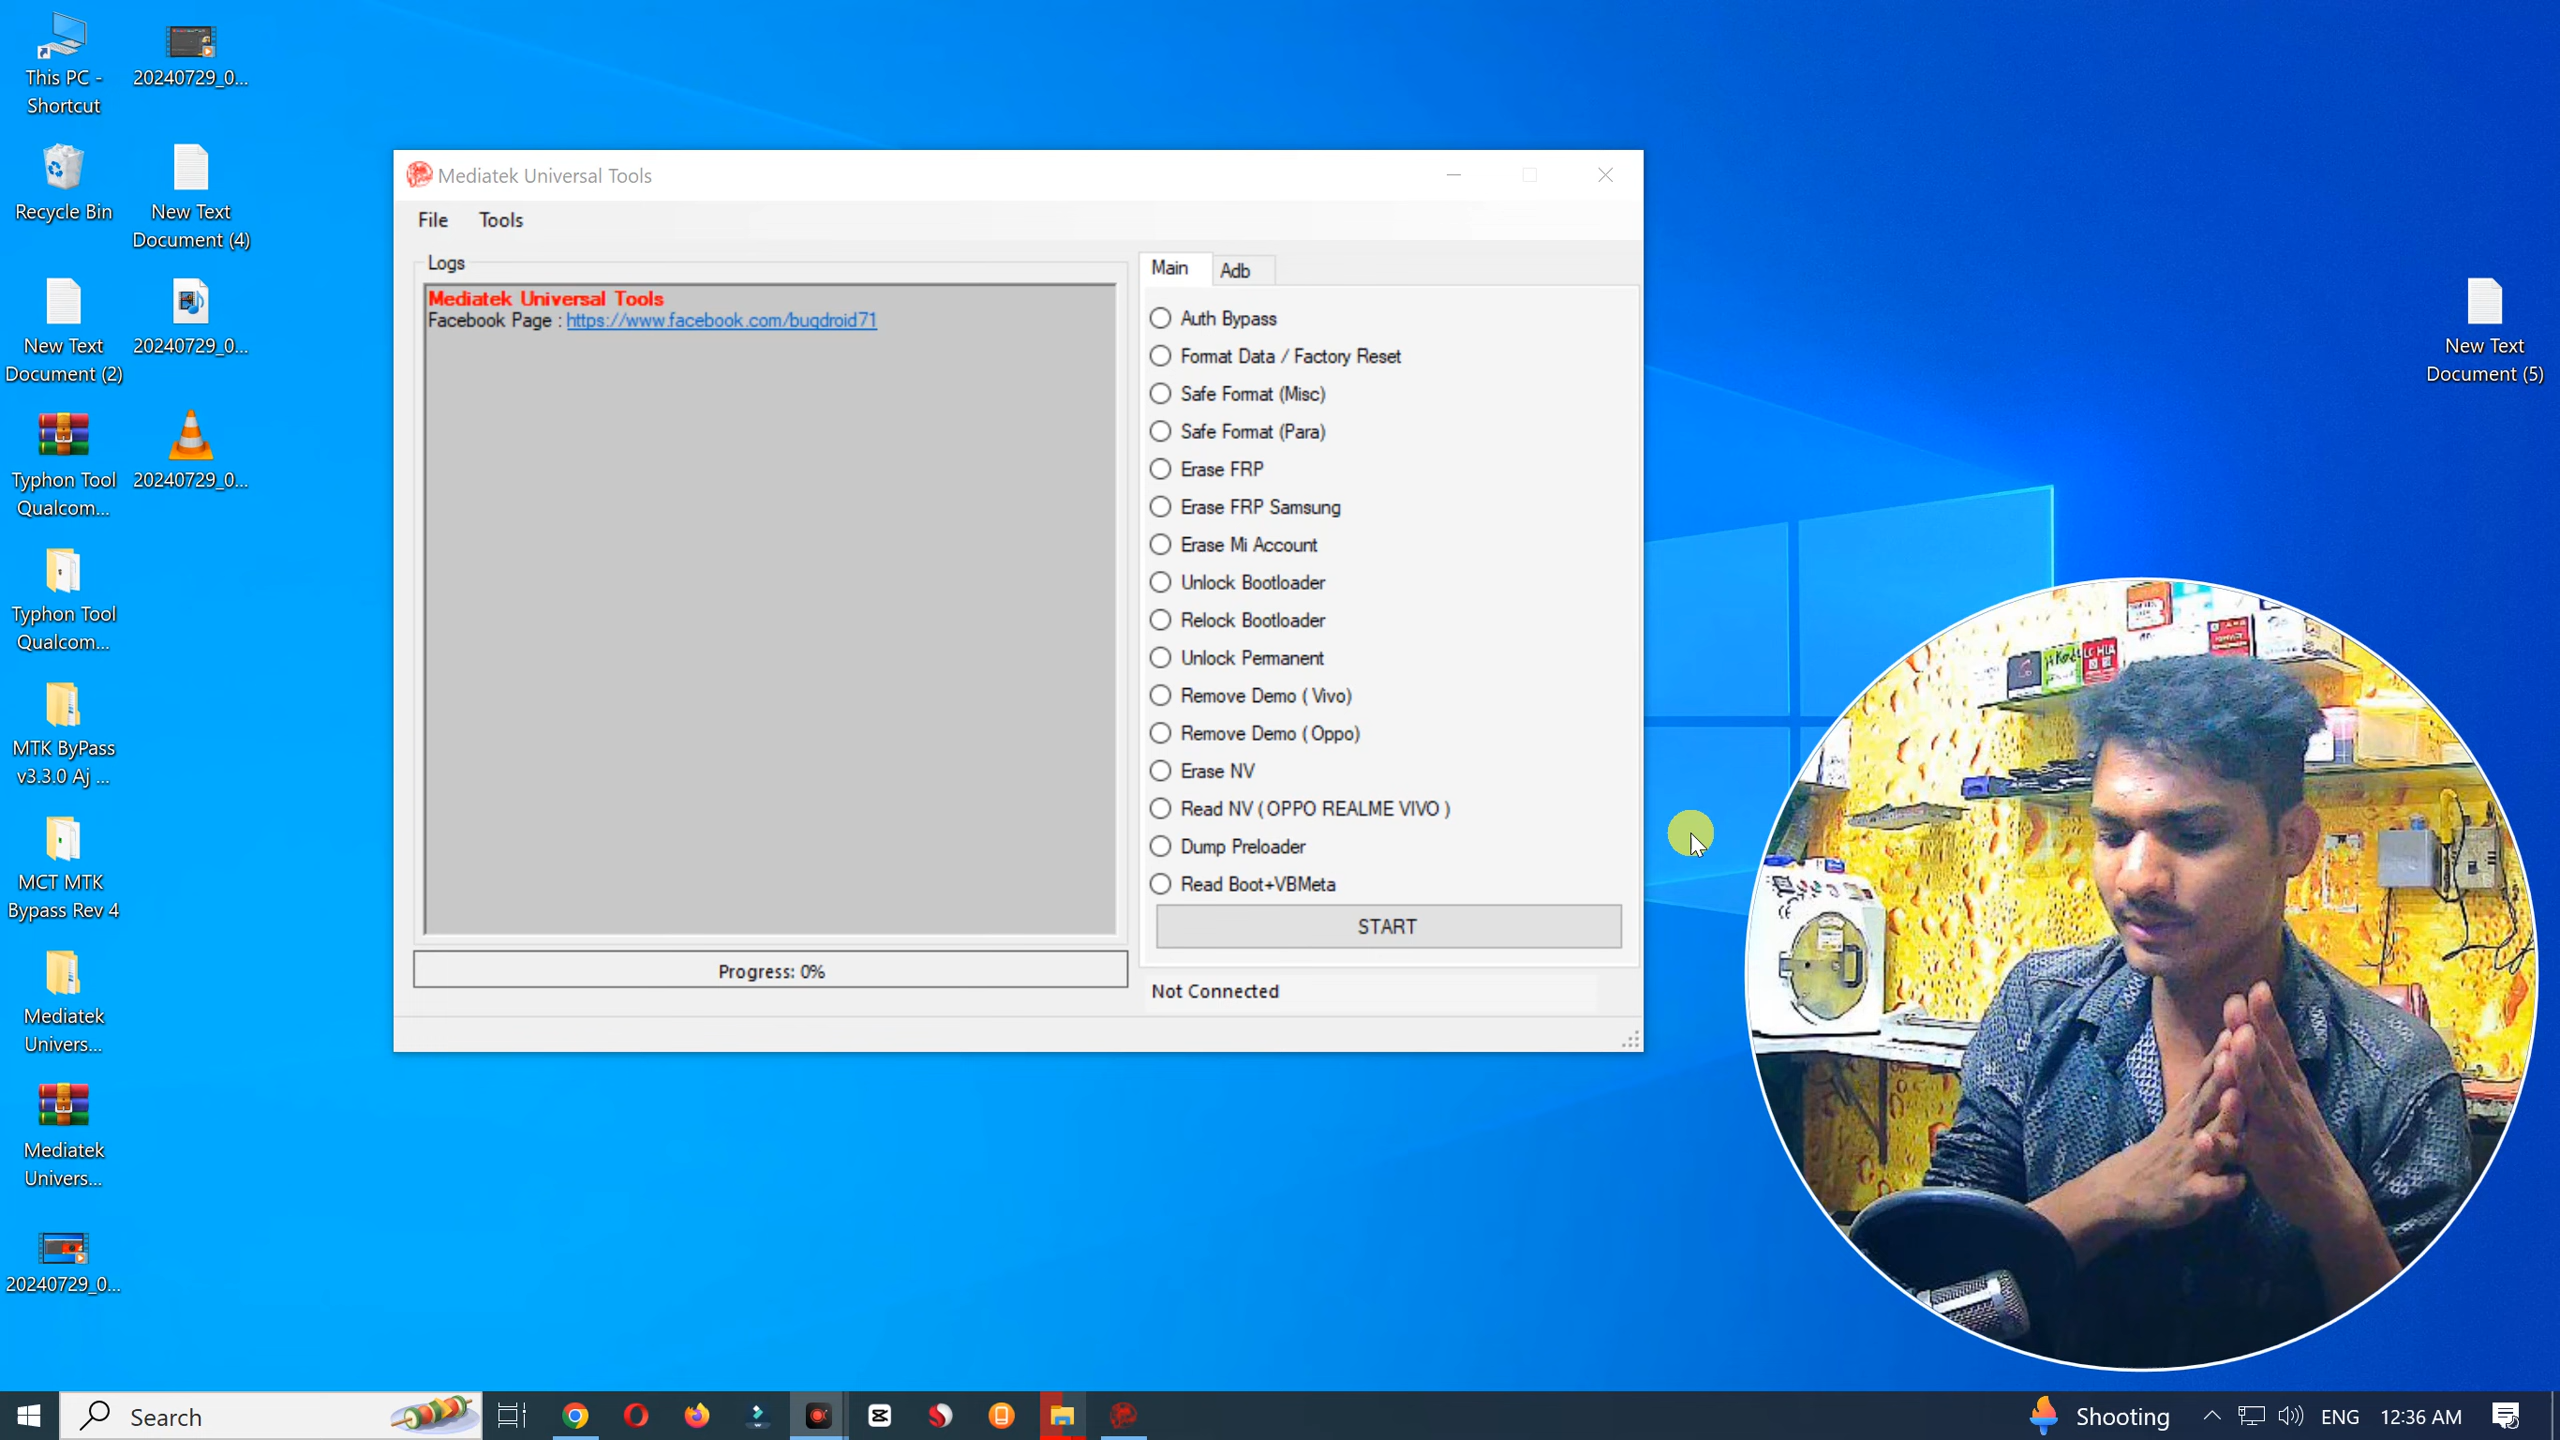 This PC -
Shortcut
20240729_0...
Recycle Bin
New Text
Document (4)
New Text
Document (2)
20240729_0...
Typhon Tool
Qualcom...
20240729_0...
Typhon Tool
Qualcom...
MTK ByPass
v3.3.0 Aj ...
MCT MTK
Bypass Rev 4
Mediatek
Univers...
Mediatek
Univers...
20240729_0...
Mediatek Universal Tools
File Tools
Logs
Mediatek Universal Tools
Facebook Page : https://www.facebook.com/bugdroid71
Progress: 0%
Main Adb
Auth Bypass
Format Data / Factory Reset
Safe Format (Misc)
Safe Format (Para)
Erase FRP
Erase FRP Samsung
Erase Mi Account
Unlock Bootloader
Relock Bootloader
Unlock Permanent
Remove Demo ( Vivo)
Remove Demo ( Oppo)
Erase NV
Read NV ( OPPO REALME VIVO )
Dump Preloader
Read Boot+VBMeta
START
Not Connected
New Text
Document (5)
Search
Shooting
ENG
12:36 AM